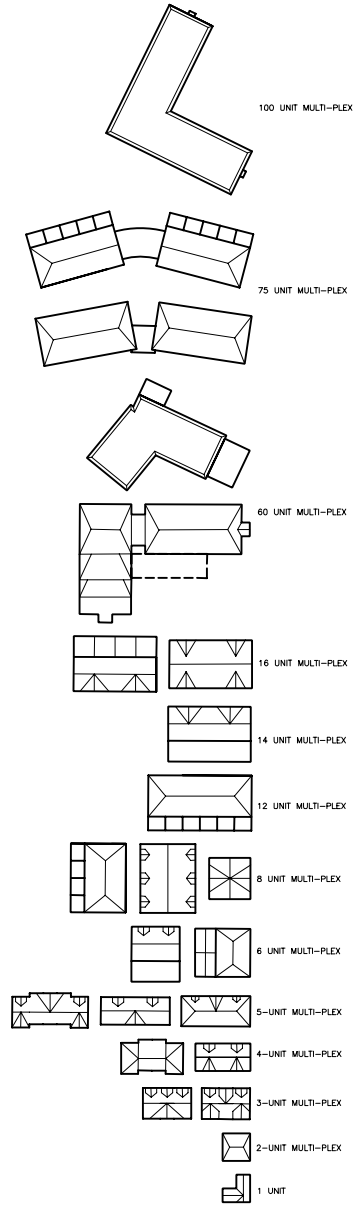 100 UNIT MULTI-PLEX
75 UNIT MULTI-PLEX
60 UNIT MULTI-PLEX
16 UNIT MULTI-PLEX
14 UNIT MULTI-PLEX
12 UNIT MULTI-PLEX
8 UNIT MULTI-PLEX
6 UNIT MULTI-PLEX
5-UNIT MULTI-PLEX
4-UNIT MULTI-PLEX
3-UNIT MULTI-PLEX
2-UNIT MULTI-PLEX
1 UNIT